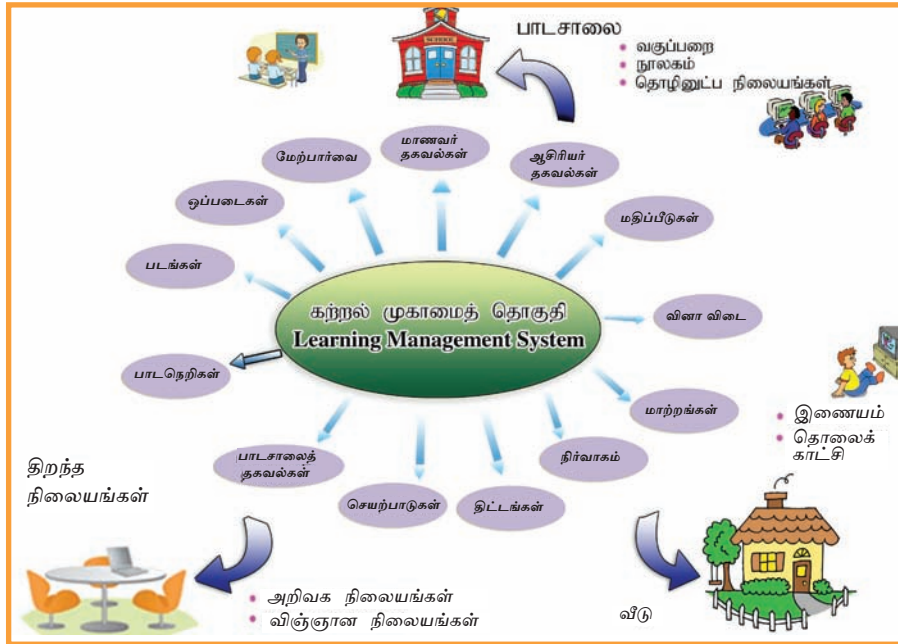 பாடசாலை
வகுப்பறை
நூலகம்
தொழினுட்ப நிலையங்கள்
SCHOOL
மாணவர்
தகவல்கள்
ஆசிரியர்
தகவல்கள்
மேற்பார்வை
ஒப்படைகள்
மதிப்பீடுகள்
படங்கள்
கற்றல் முகாமைத் தொகுதி
Learning Management System
வினா விடை
பாடநெறிகள்
மாற்றங்கள்
இணையம்
தொலைக்
காட்சி
நிர்வாகம்
பாடசாலைத்
தகவல்கள்
செயற்பாடுகள்
திட்டங்கள்
திறந்த
நிலையங்கள்
அறிவக நிலையங்கள்
விஞ்ஞான நிலையங்கள்
வீடு